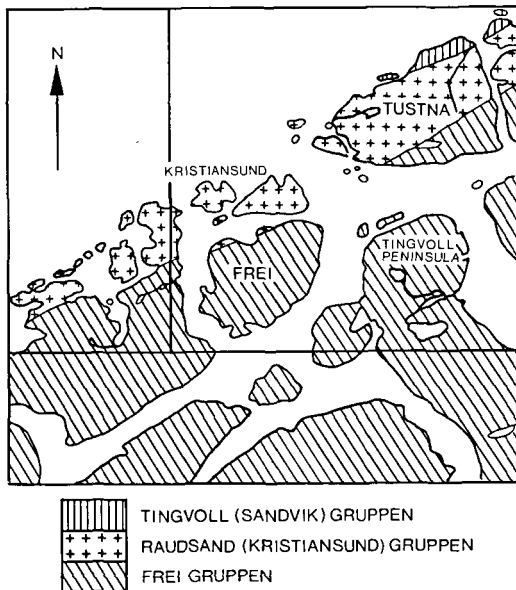 N
TUSTNA
KRISTIANSUND
TINGVOLL
PENINSULA
FREI
TINGVOLL (SANDVIK) GRUPPEN
RAUDSAND (KRISTIANSUND) GRUPPEN
FREI GRUPPEN